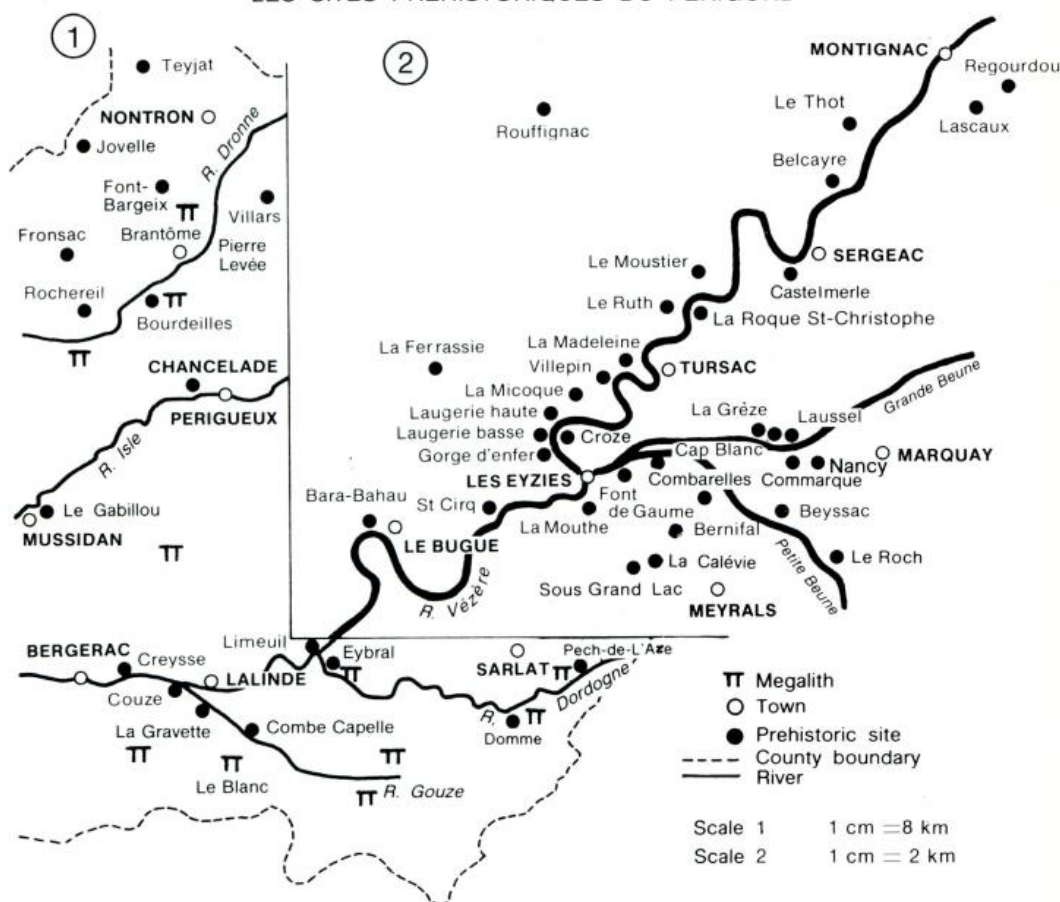 LES SITES PREHISTORIQUES DU PERIGORD
1
2
Teyjat
NONTRON
Jovelle
R. Dronne
Font-
Bargeix
Villars
Fronsac
Brantôme
Pierre
Levée
Rochereil
Bourdeilles
CHANCELADE
PERIGUEUX
R. Isle
Le Gabillou
MUSSIDAN
MONTIGNAC
Regourdou
Le Thot
Lascaux
Rouffignac
Belcayre
SERGEAC
Le Moustier
Castelmerle
Le Ruth
La Roque St-Christophe
La Madeleine
La Ferrassie
Villepin
TURSAC
La Micoque
Grande Beune
Laugerie haute
La Grèze
Laussel
Laugerie basse
Croze
Gorge d'enfer
Cap Blanc
Nancy
MARQUAY
LES EYZIES
Combarelles
Commarque
Bara-Bahau
St Cirq
Font
de Gaume
La Mouthe
Beyssac
Bernifal
LE BUGUE
Petite Beune
Le Roch
La Calévie
R. Vézère
Sous Grand Lac
MEYRALS
Limeuil
Eybral
SARLAT
Pech-de-L'Aze
BERGERAC
Creysse
LALINDE
R. Dordogne
Couze
Domme
La Gravette
Combe Capelle
Le Blanc
R. Gouze
Megalith
Town
Prehistoric site
County boundary
River
Scale 1 1 cm = 8 km
Scale 2 1 cm = 2 km